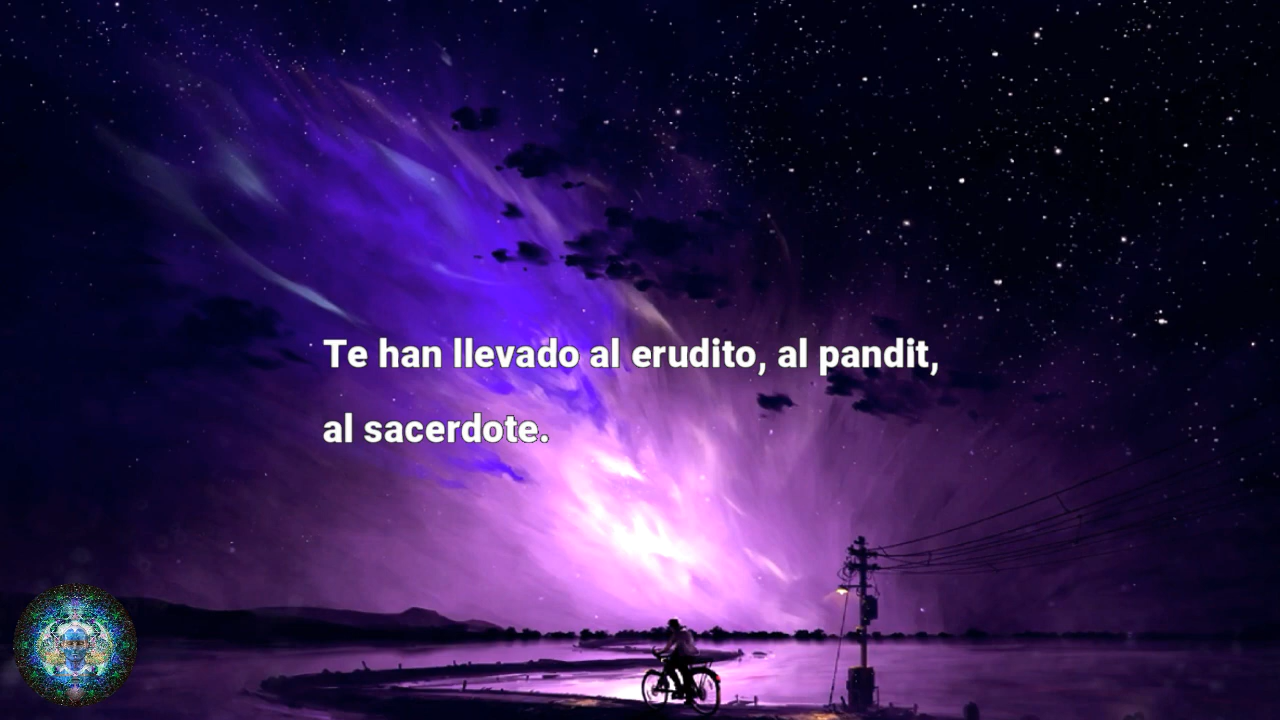 Te han llevado al erudito, al pandit,
al sacerdote.